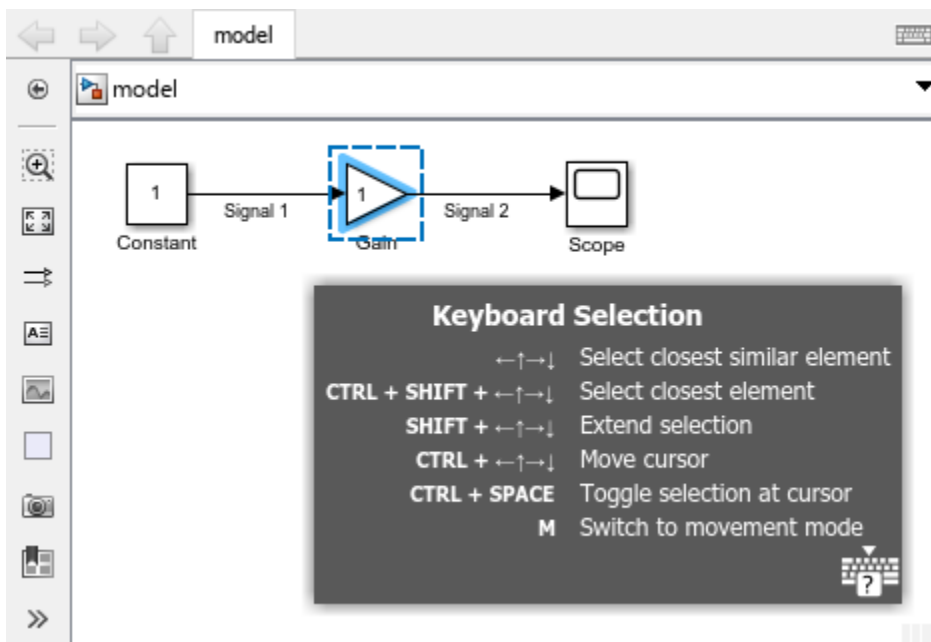 model
model
1
1
Signal 1
Signal 2
Constant
Gain
Scope
Keyboard Selection
←↑→↓ Select closest similar element
CTRL + SHIFT + ←↑→↓ Select closest element
SHIFT + ←↑→↓ Extend selection
CTRL + ←↑→↓ Move cursor
CTRL + SPACE Toggle selection at cursor
M Switch to movement mode
?